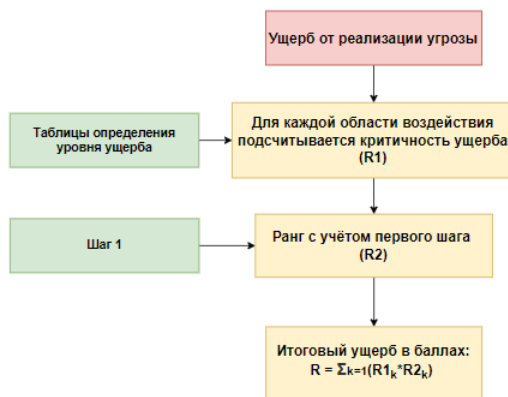 Ущерб от реализации угрозы
Таблицы определения
уровня ущерба
Для каждой области воздействия
подсчитывается критичность ущерба
(R1)
Шаг 1
Ранг с учётом первого шага
(R2)
Итоговый ущерб в баллах:
R = Σk=1(R1k*R2k)